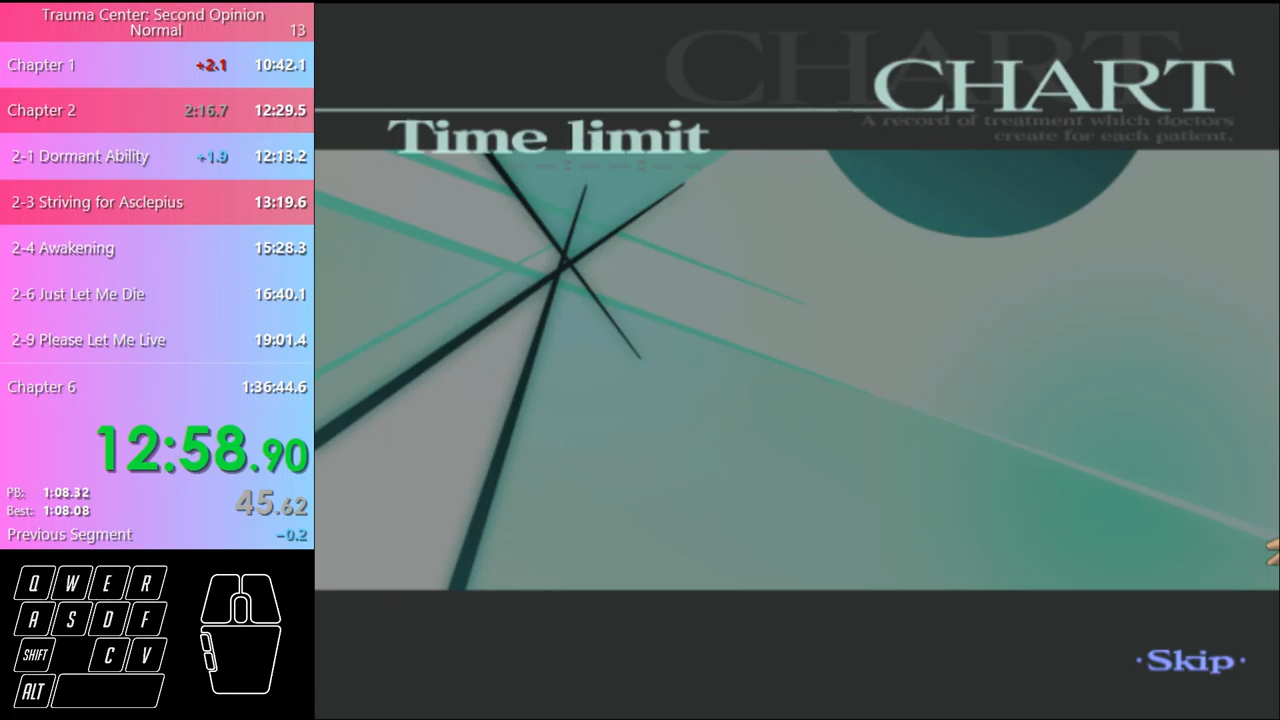 Trauma Center: Second Opinion
Normal 13
Chapter 1 +2.1 10:42.1
Chapter 2 2:16.7 12:29.5
2-1 Dormant Ability +1.9 12:13.2
2-3 Striving for Asclepius 13:19.6
2-4 Awakening 15:28.3
2-6 Just Let Me Die 16:40.1
2-9 Please Let Me Live 19:01.4
Chapter 6 1:36:44.6
12:58.90
PB: 1:08.32
45.62
Best: 1:08.08
Previous Segment -0.2
Q W E R
A S D F
SHIFT C V
ALT
CHART
CHART
A record of treatment which doctors
create for each patient.
Time limit
·Skip·